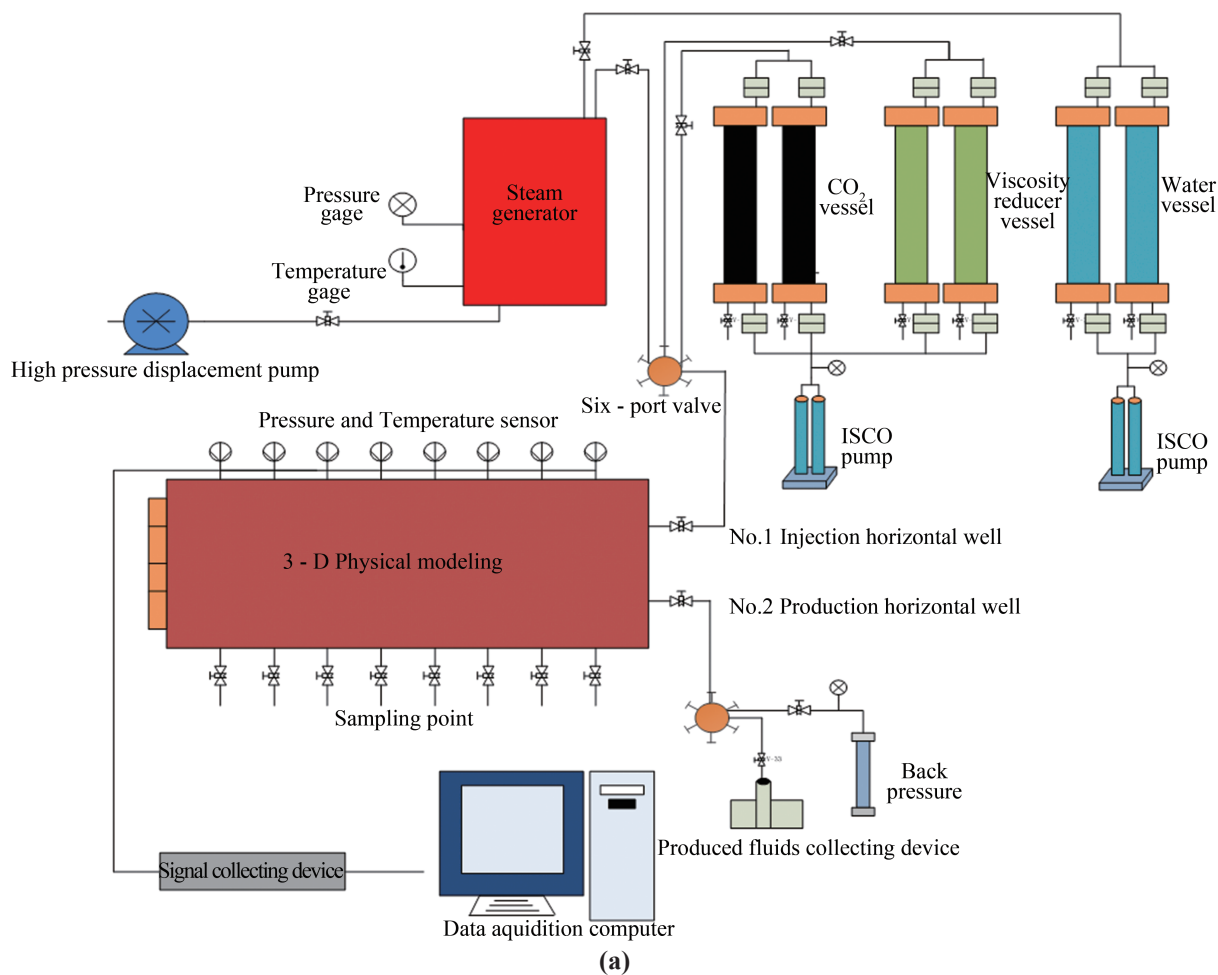 Steam
generator
Pressure
gage
Temperature
gage
High pressure displacement pump
CO2
vessel
Viscosity
reducer
vessel
Water
vessel
Six - port valve
ISCO
pump
ISCO
pump
Pressure and Temperature sensor
3 - D Physical modeling
No.1 Injection horizontal well
No.2 Production horizontal well
Sampling point
Back
pressure
Produced fluids collecting device
Signal collecting device
Data aquidition computer
(a)